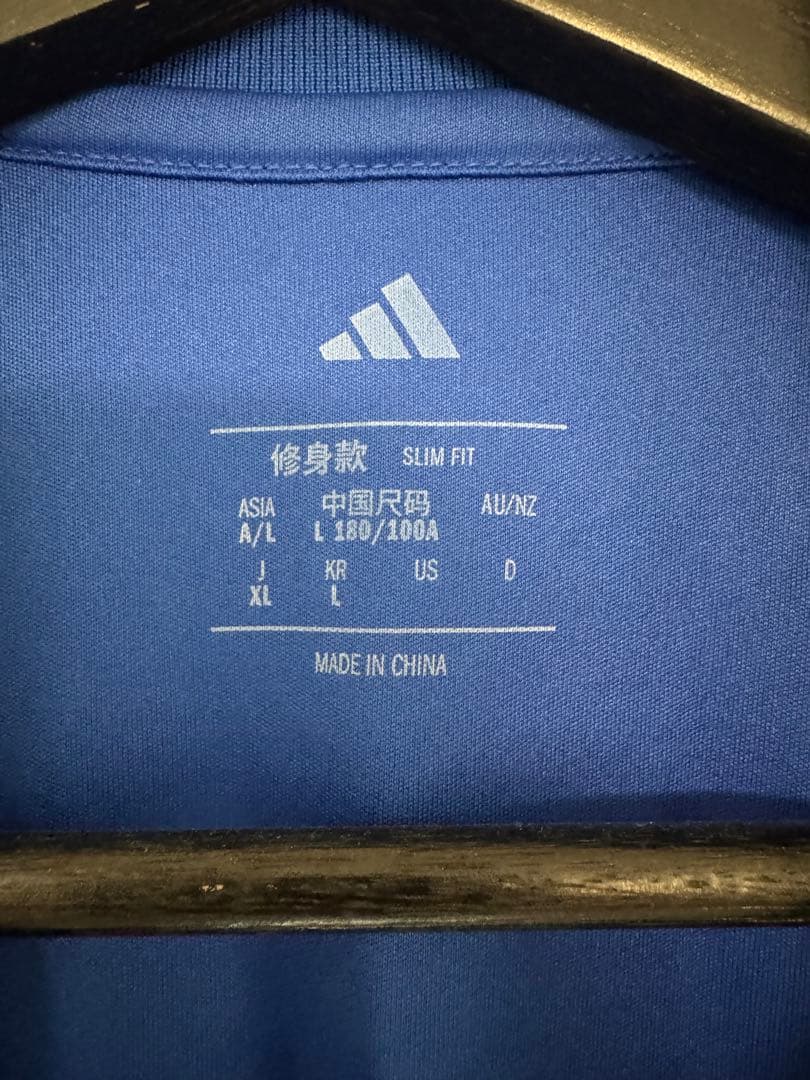 修身款 SLIM FIT
ASIA 中国尺码 AU/NZ
A/L L 180/100A
J KR US D
XL L
MADE IN CHINA